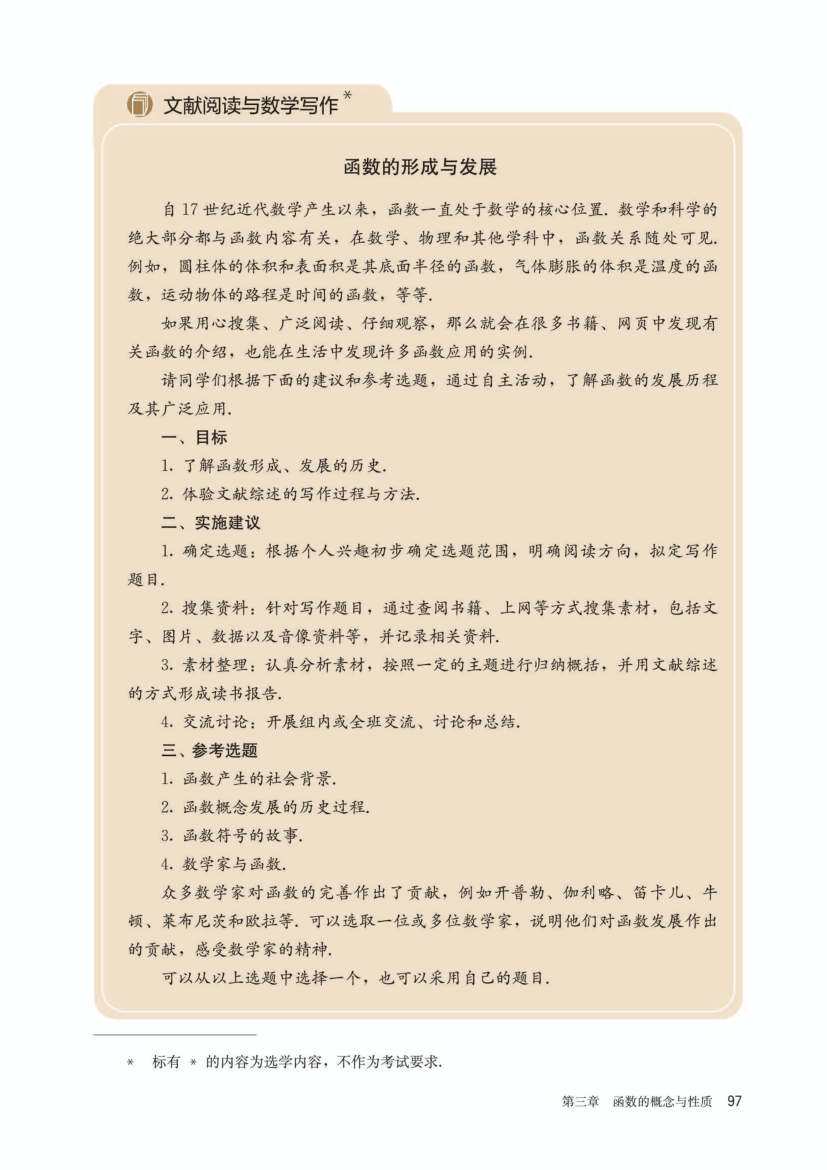 文献阅读与数学写作*
函数的形成与发展
自 17 世纪近代数学产生以来，函数一直处于数学的核心位置. 数学和科学的
绝大部分都与函数内容有关，在数学、物理和其他学科中，函数关系随处可见.
例如，圆柱体的体积和表面积是其底面半径的函数，气体膨胀的体积是温度的函
数，运动物体的路程是时间的函数，等等.
如果用心搜集、广泛阅读、仔细观察，那么就会在很多书籍、网页中发现有
关函数的介绍，也能在生活中发现许多函数应用的实例.
请同学们根据下面的建议和参考选题，通过自主活动，了解函数的发展历程
及其广泛应用.
一、目标
1. 了解函数形成、发展的历史.
2. 体验文献综述的写作过程与方法.
二、实施建议
1. 确定选题：根据个人兴趣初步确定选题范围，明确阅读方向，拟定写作
题目.
2. 搜集资料：针对写作题目，通过查阅书籍、上网等方式搜集素材，包括文
字、图片、数据以及音像资料等，并记录相关资料.
3. 素材整理：认真分析素材，按照一定的主题进行归纳概括，并用文献综述
的方式形成读书报告.
4. 交流讨论：开展组内或全班交流、讨论和总结.
三、参考选题
1. 函数产生的社会背景.
2. 函数概念发展的历史过程.
3. 函数符号的故事.
4. 数学家与函数.
众多数学家对函数的完善作出了贡献，例如开普勒、伽利略、笛卡儿、牛
顿、莱布尼茨和欧拉等. 可以选取一位或多位数学家，说明他们对函数发展作出
的贡献，感受数学家的精神.
可以从以上选题中选择一个，也可以采用自己的题目.
* 标有 * 的内容为选学内容，不作为考试要求.
第三章 函数的概念与性质 97